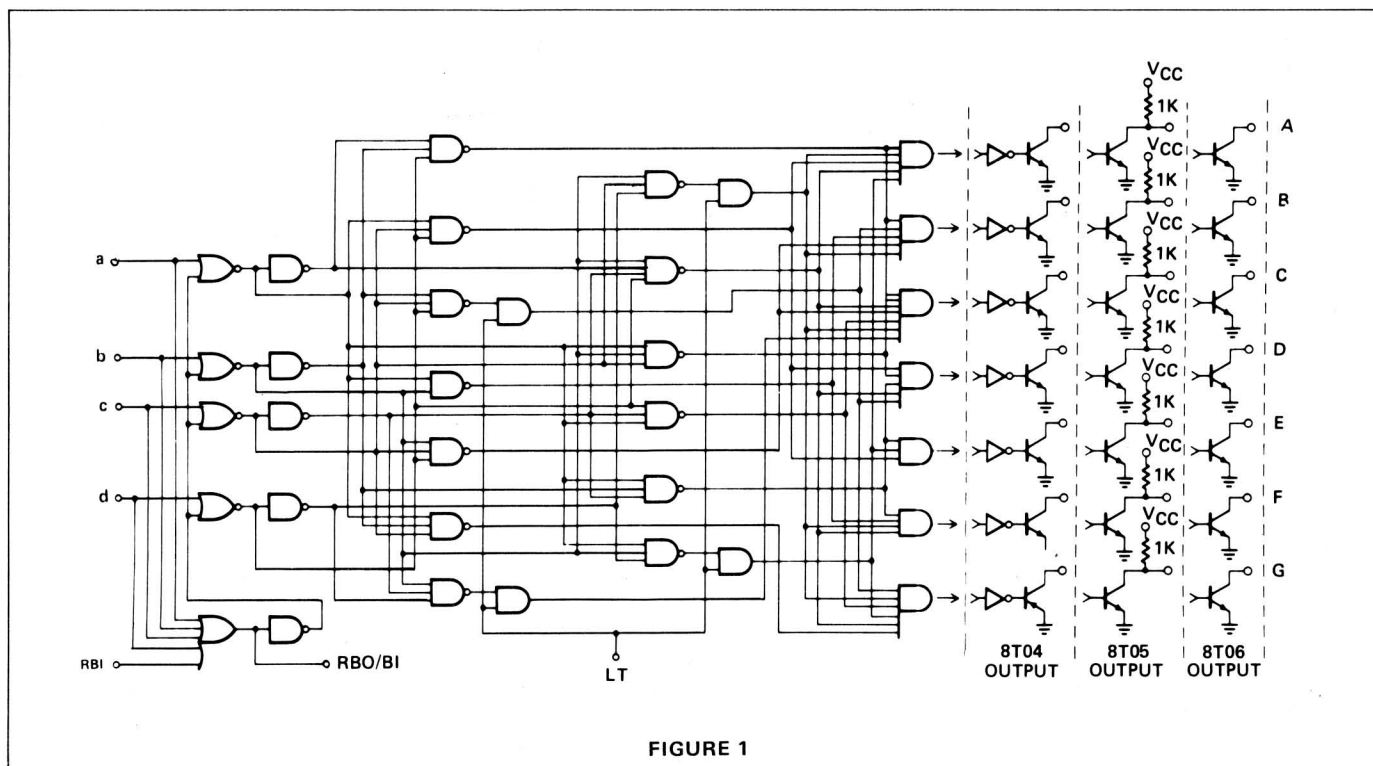 VCC
1K
A
VCC
1K
B
VCC
1K
C
VCC
1K
D
VCC
1K
E
VCC
1K
F
VCC
1K
G
a
b
c
d
RBI
RBO/BI
LT
8T04
OUTPUT
8T05
OUTPUT
8T06
OUTPUT
FIGURE 1